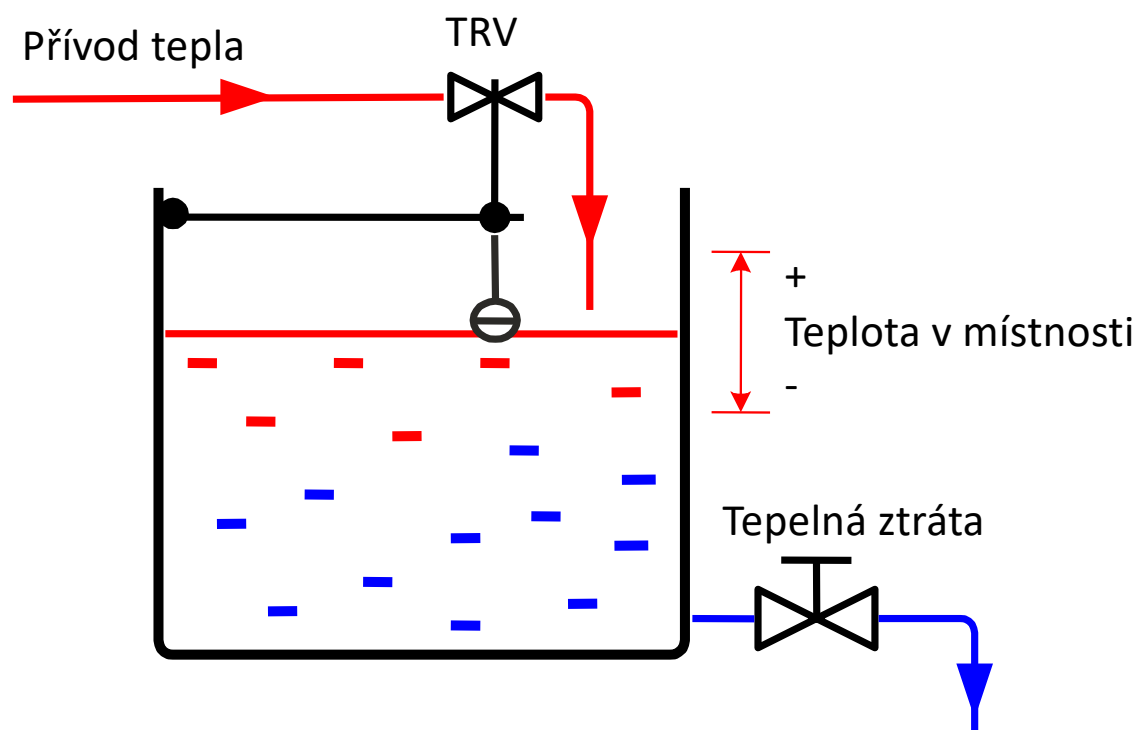 Přívod tepla
TRV
+
Teplota v místnosti
-
Tepelná ztráta